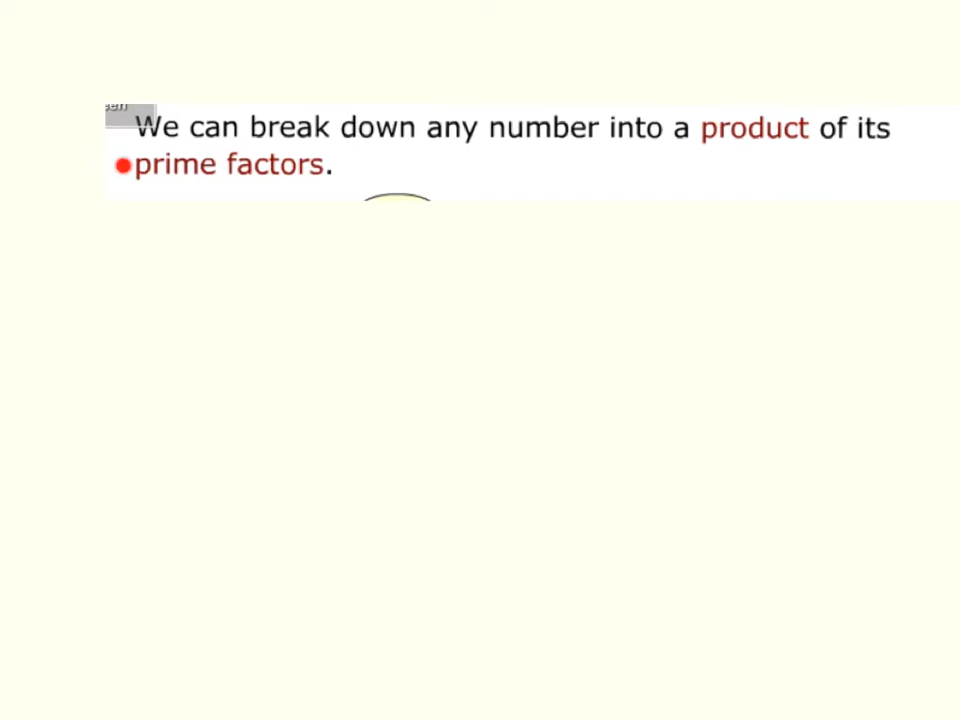 We can break down any number into a product of its
prime factors.